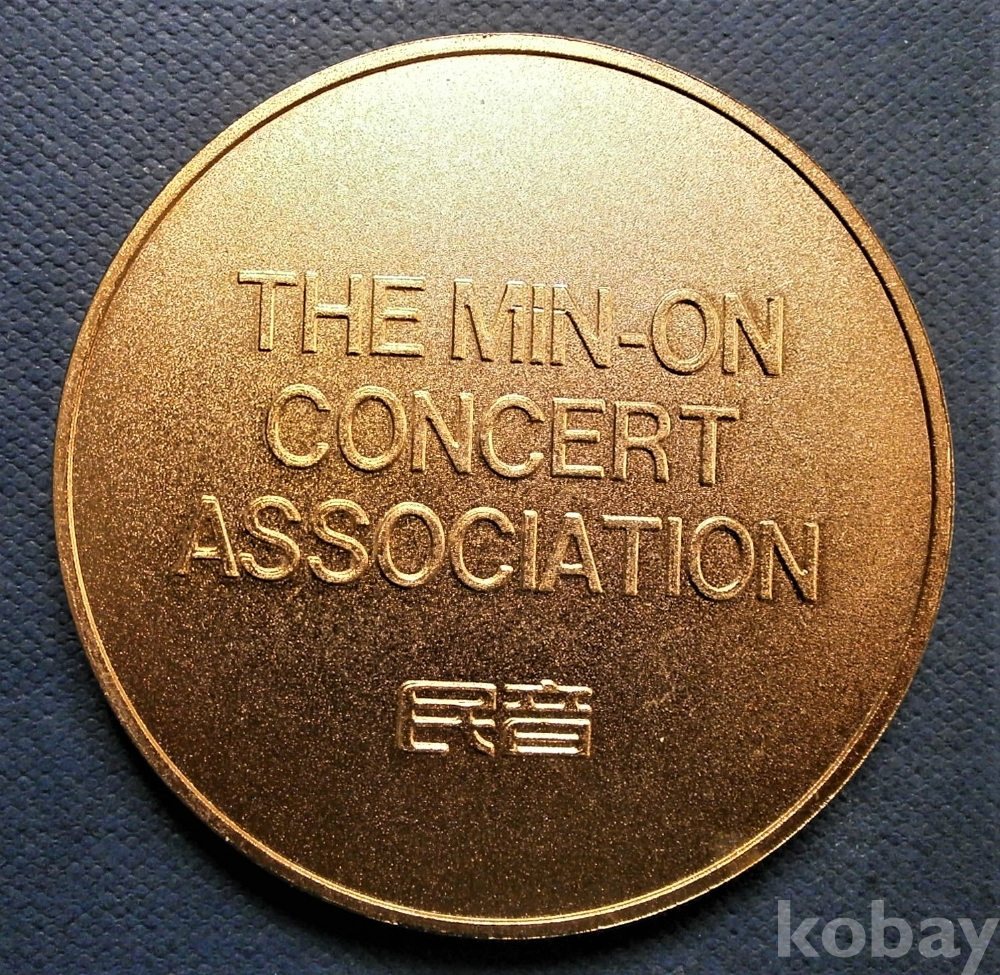 THE MIN-ON
CONCERT
ASSOCIATION
民音
kobay